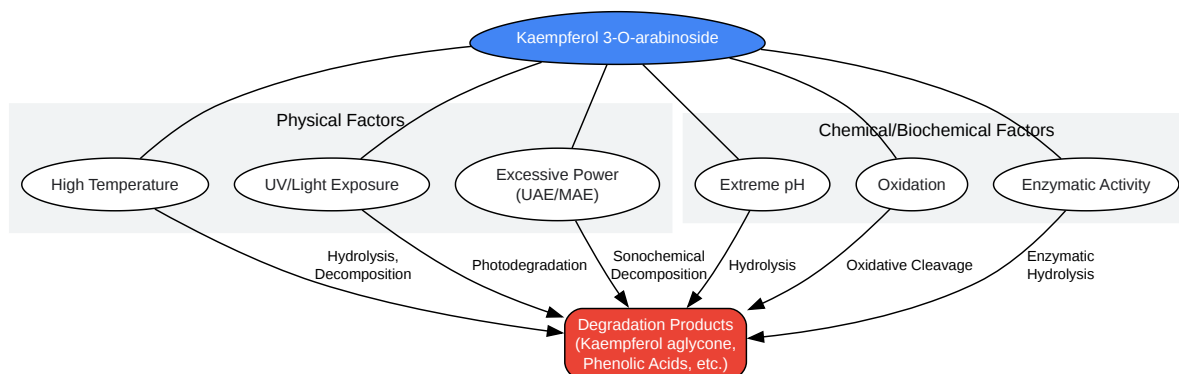 Kaempferol 3-O-arabinoside
Physical Factors
Chemical/Biochemical Factors
High Temperature
UV/Light Exposure
Excessive Power
(UAE/MAE)
Extreme pH
Oxidation
Enzymatic Activity
Hydrolysis,
Decomposition
Photodegradation
Sonochemical
Decomposition
Hydrolysis
Oxidative Cleavage
Enzymatic
Hydrolysis
Degradation Products
(Kaempferol aglycone,
Phenolic Acids, etc.)